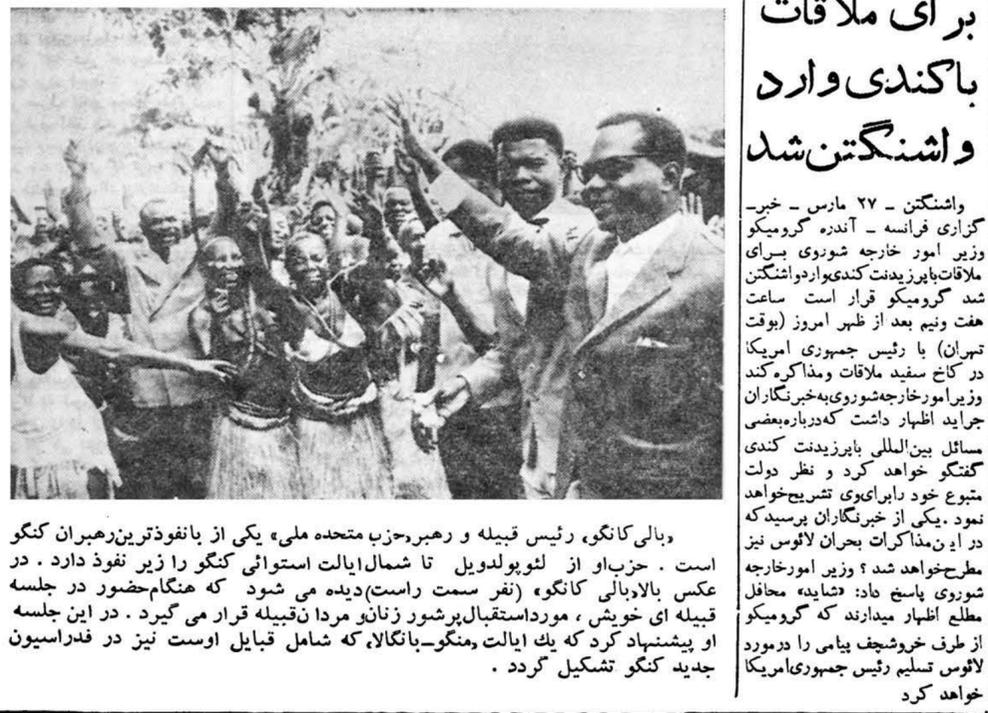 برای ملاقات
باکندی وارد
واشنگتن شد
واشنگتن ـ ۲۷ مارس ـ خبرـ
گزاری فرانسه ـ آندره گرومیکو
وزیر امور خارجه شوروی برای
ملاقات با پرزیدنت کندی وارد واشنگتن
شد گرومیکو قرار است ساعت
هفت ونیم بعد از ظهر امروز (بوقت
تهران) با رئیس جمهوری امریکا
در کاخ سفید ملاقات ومذاکره کند
وزیر امور خارجه شوروی به خبرنگاران
جراید اظهار داشت که درباره بعضی
مسائل بین‌المللی با پرزیدنت کندی
گفتگو خواهد کرد و نظر دولت
متبوع خود را برای وی تشریح خواهد
نمود . یکی از خبرنگاران پرسید که
در این مذاکرات بحران لائوس نیز
مطرح خواهد شد ؟ وزیر امور خارجه
شوروی پاسخ داد: «شاید» محافل
مطلع اظهار میدارند که گرومیکو
از طرف خروشچف پیامی را درمورد
لائوس تسلیم رئیس جمهوری امریکا
خواهد کرد
«بالی کانگو» رئیس قبیله و رهبر «حزب متحده ملی» یکی از بانفوذترین رهبران کنگو
است . حزب او از لئوپولدویل تا شمال ایالت استوائی کنگو را زیر نفوذ دارد . در
عکس بالا «بالی کانگو» (نفر سمت راست) دیده می شود که هنگام حضور در جلسه
قبیله ای خویش ، مورد استقبال پرشور زنان و مردان قبیله قرار می گیرد . در این جلسه
او پیشنهاد کرد که یك ایالت «منگو ـ بانگالا» که شامل قبایل اوست نیز در فدراسیون
جدید کنگو تشکیل گردد .